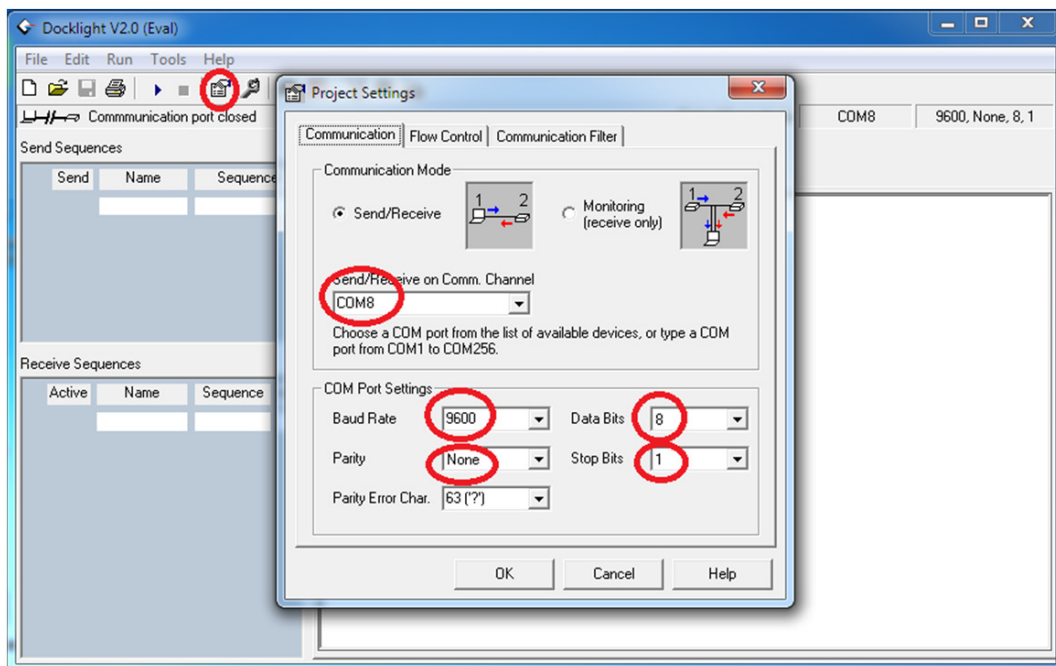 Docklight V2.0 (Eval)
File Edit Run Tools Help
Commmunication port closed
COM8
9600, None, 8, 1
Send Sequences
Send Name Sequence
Receive Sequences
Active Name Sequence
Project Settings
Communication Flow Control Communication Filter
Communication Mode
Send/Receive
1 2
Monitoring
(receive only)
1 2
Send/Receive on Comm. Channel
COM8
Choose a COM port from the list of available devices, or type a COM
port from COM1 to COM256.
COM Port Settings
Baud Rate 9600 Data Bits 8
Parity None Stop Bits 1
Parity Error Char. 63 ('?')
OK Cancel Help